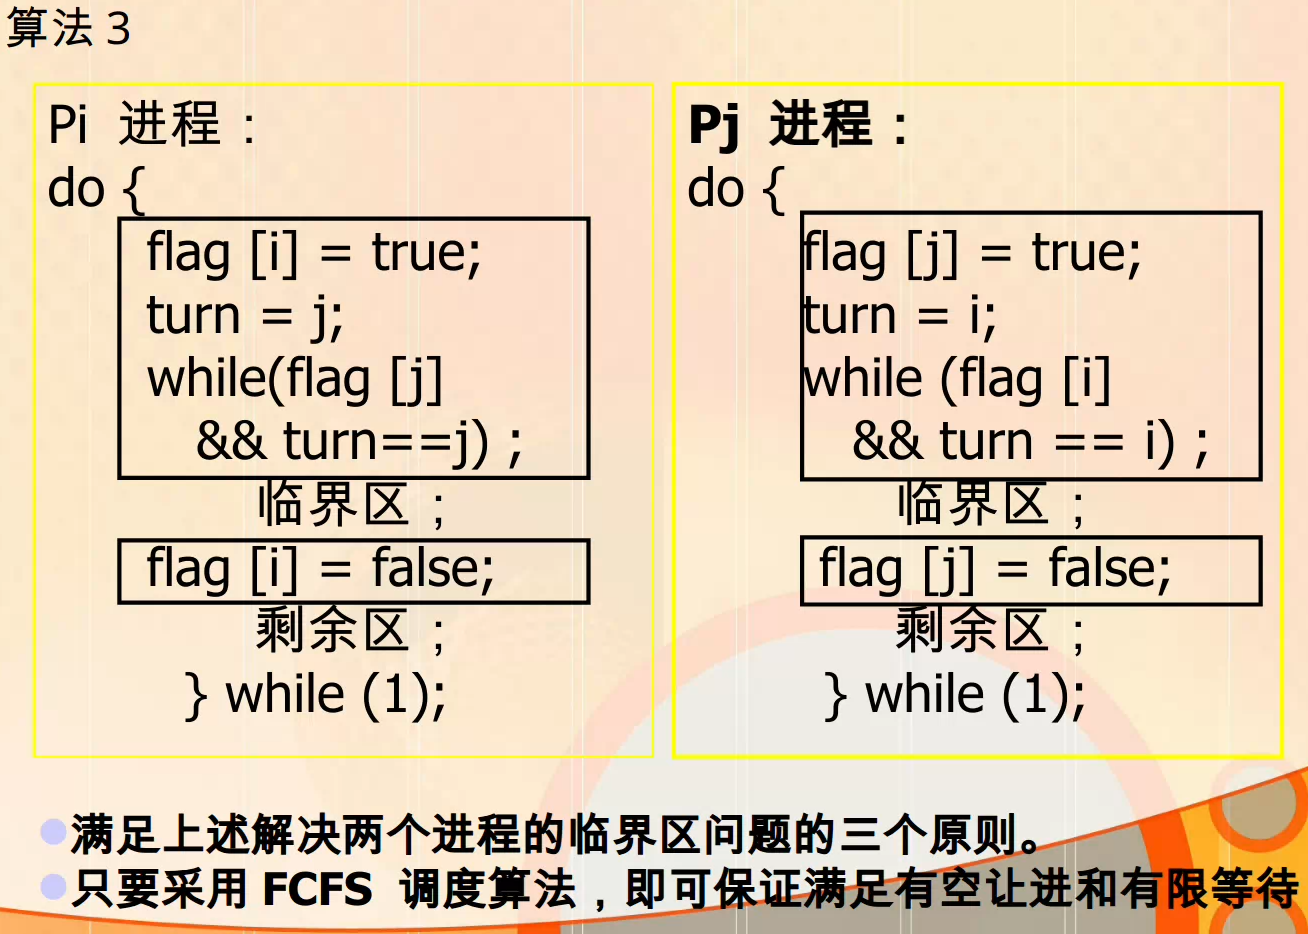 算法 3
Pi 进程：
do {
flag [i] = true;
turn = j;
while(flag [j]
&& turn==j) ;
临界区；
flag [i] = false;
剩余区；
} while (1);
Pj 进程：
do {
flag [j] = true;
turn = i;
while (flag [i]
&& turn == i) ;
临界区；
flag [j] = false;
剩余区；
} while (1);
满足上述解决两个进程的临界区问题的三个原则。
只要采用 FCFS 调度算法，即可保证满足有空让进和有限等待